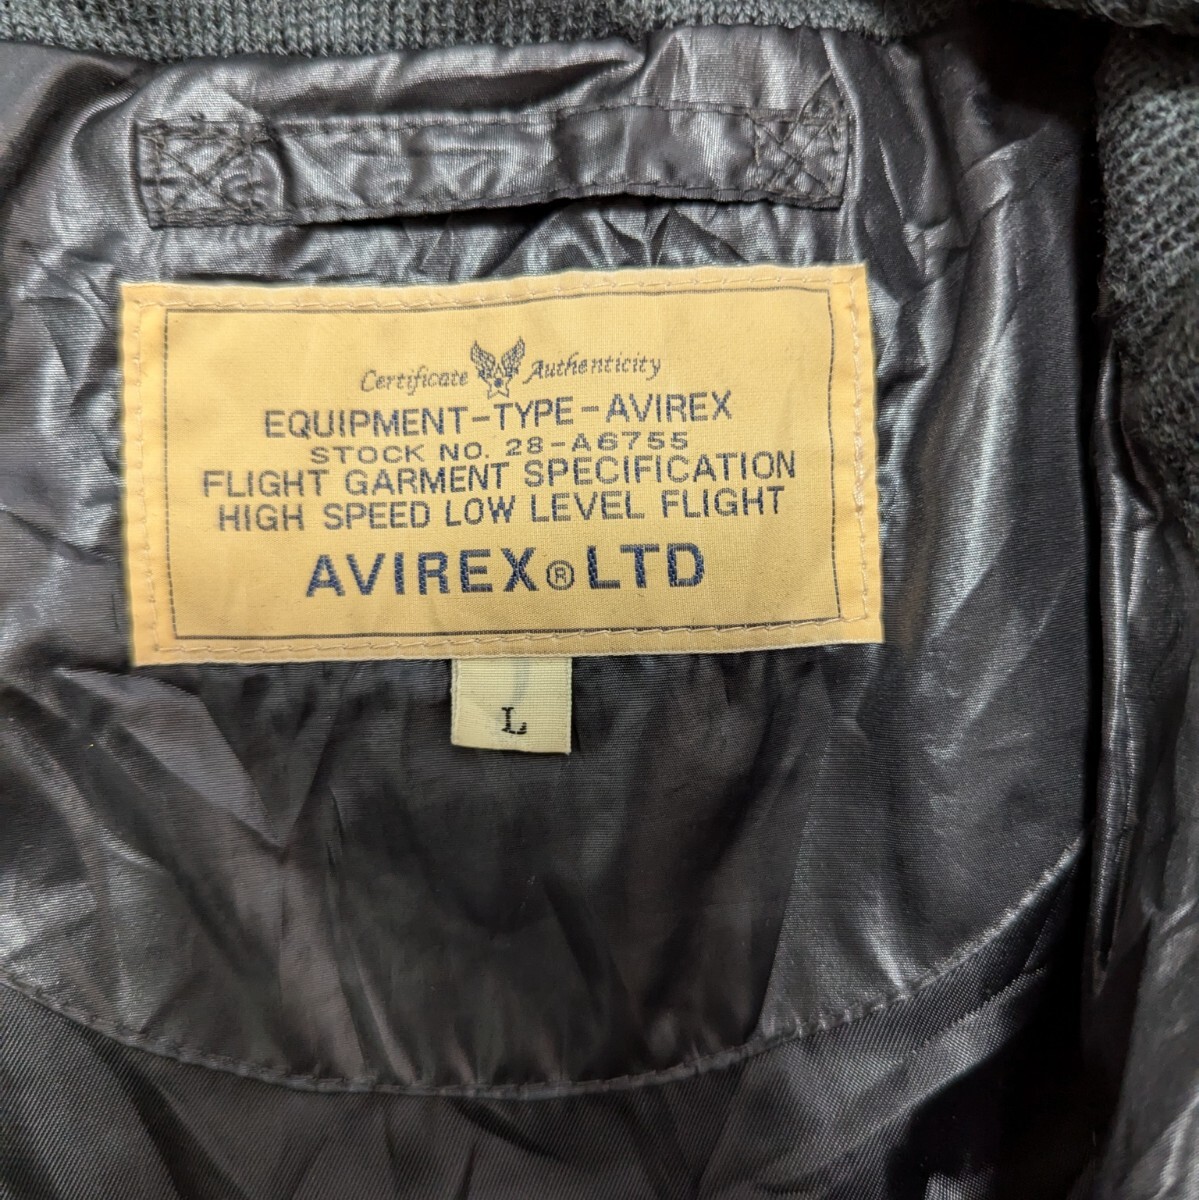 Certificate Authenticity
EQUIPMENT-TYPE-AVIREX
STOCK NO. 28-A6755
FLIGHT GARMENT SPECIFICATION
HIGH SPEED LOW LEVEL FLIGHT
AVIREX®LTD
L